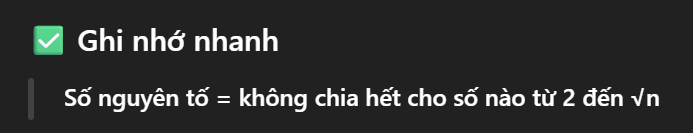 ✅ Ghi nhớ nhanh
Số nguyên tố = không chia hết cho số nào từ 2 đến √n